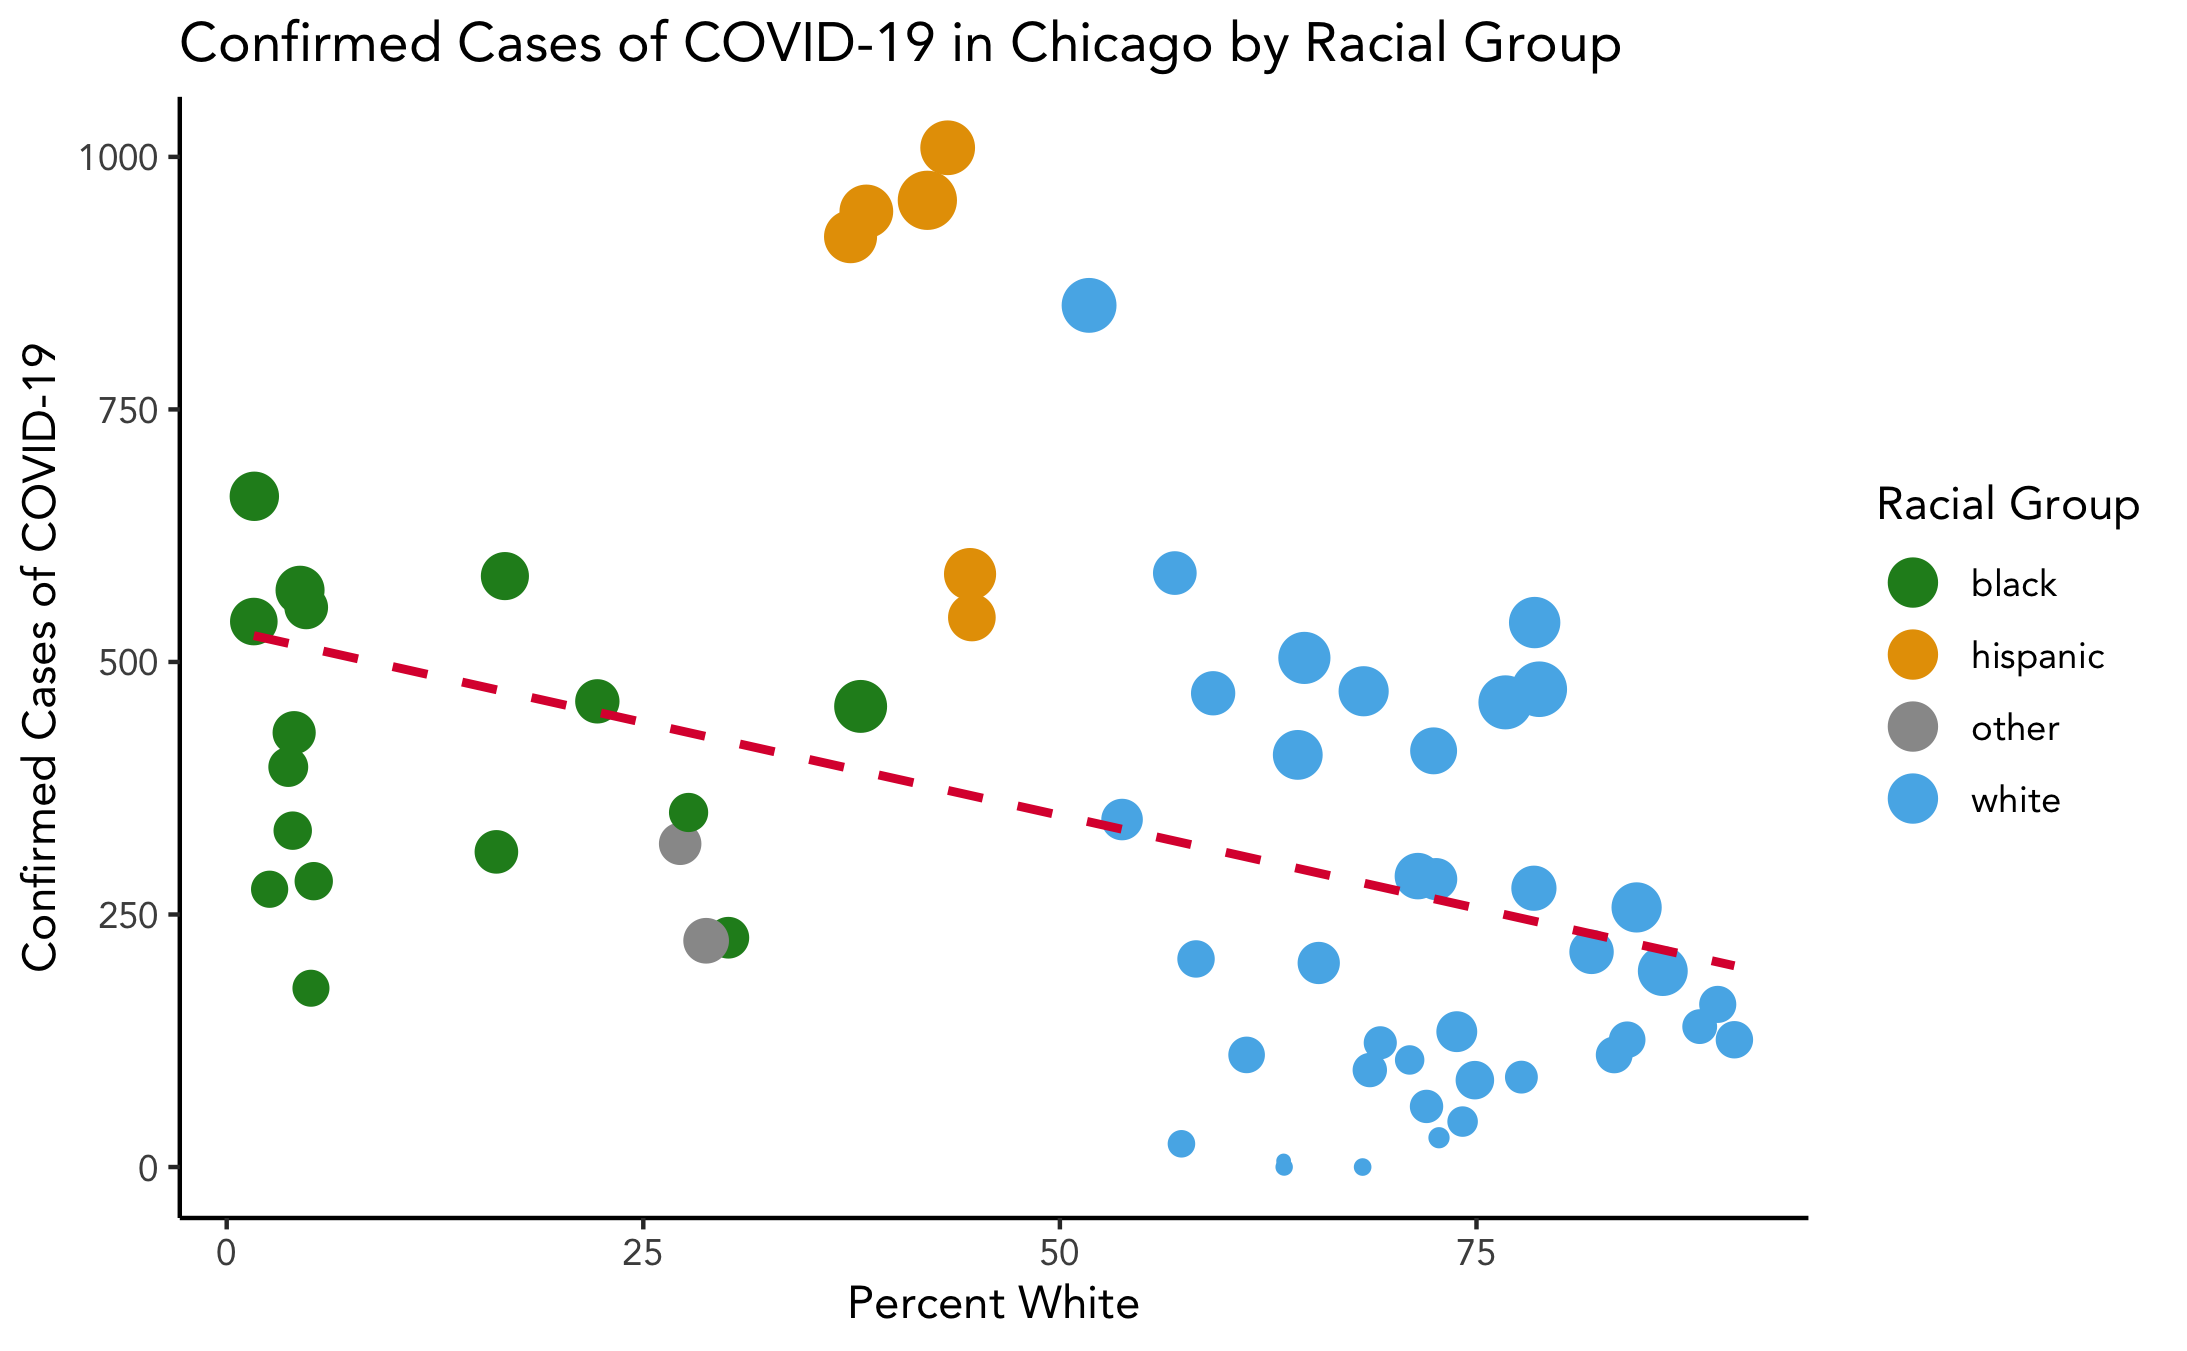 Confirmed Cases of COVID-19 in Chicago by Racial Group
Confirmed Cases of COVID-19
1000
750
500
250
0
0
25
50
75
Percent White
Racial Group
black
hispanic
other
white